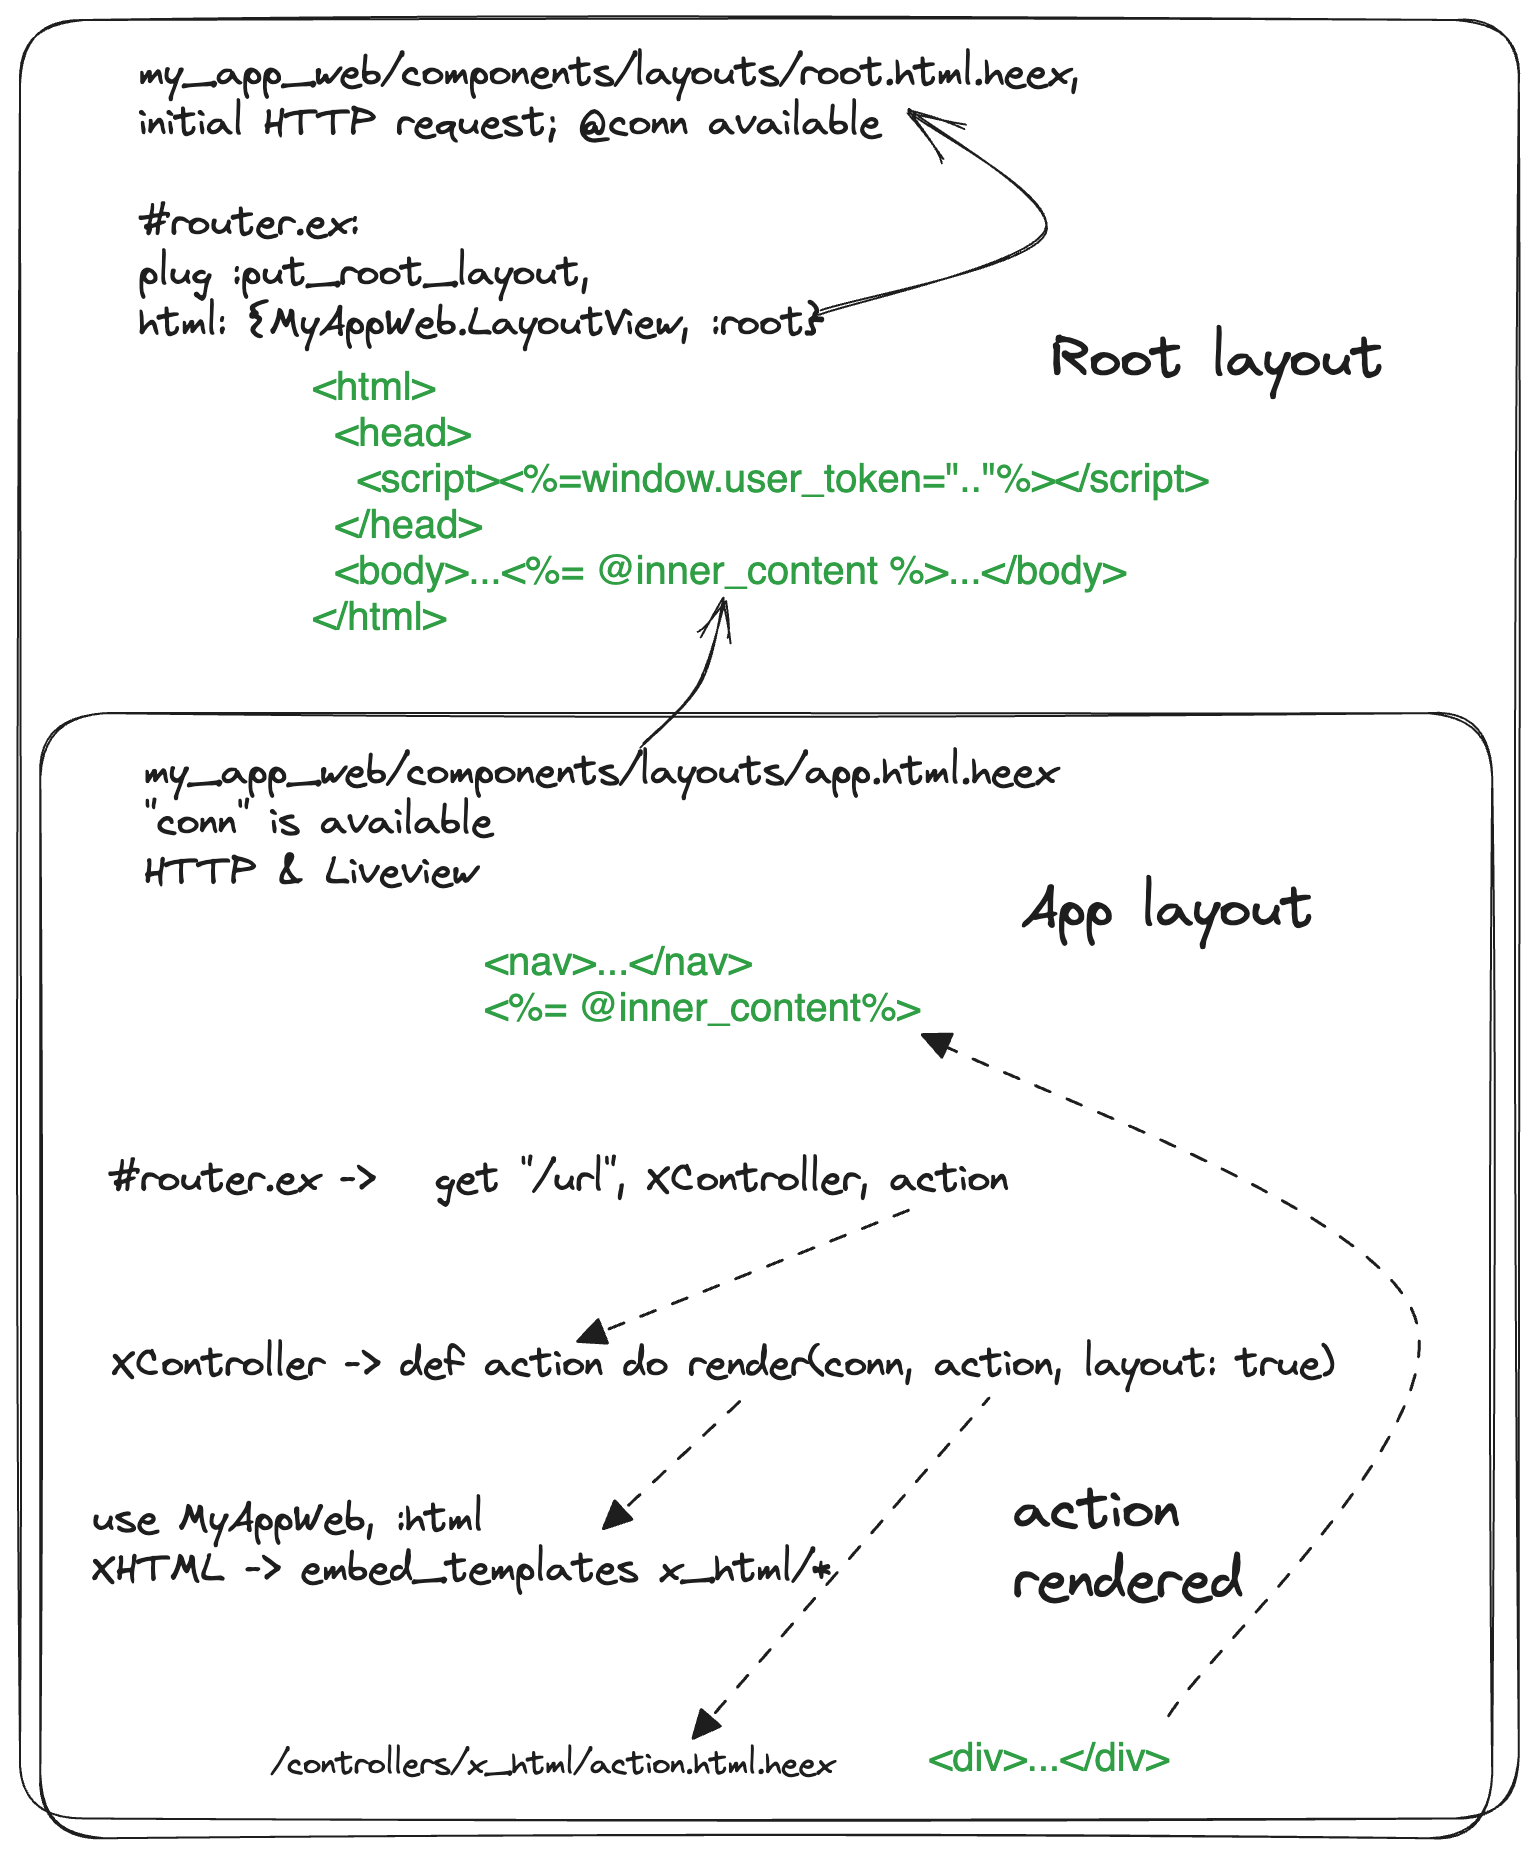 my_app_web/components/layouts/root.html.heex,
initial HTTP request; @conn available
#router.ex:
plug :put_root_layout,
html: {MyAppWeb.LayoutView, :root}
Root layout
<html>
<head>
<script><%=window.user_token=".."%></script>
</head>
<body>...<%= @inner_content %>...</body>
</html>
my_app_web/components/layouts/app.html.heex
"conn" is available
HTTP & Liveview
App layout
<nav>...</nav>
<%= @inner_content%>
#router.ex -> get "/url", XController, action
XController -> def action do render(conn, action, layout: true)
use MyAppWeb, :html
XHTML -> embed_templates x_html/*
action
rendered
/controllers/x_html/action.html.heex
<div>...</div>